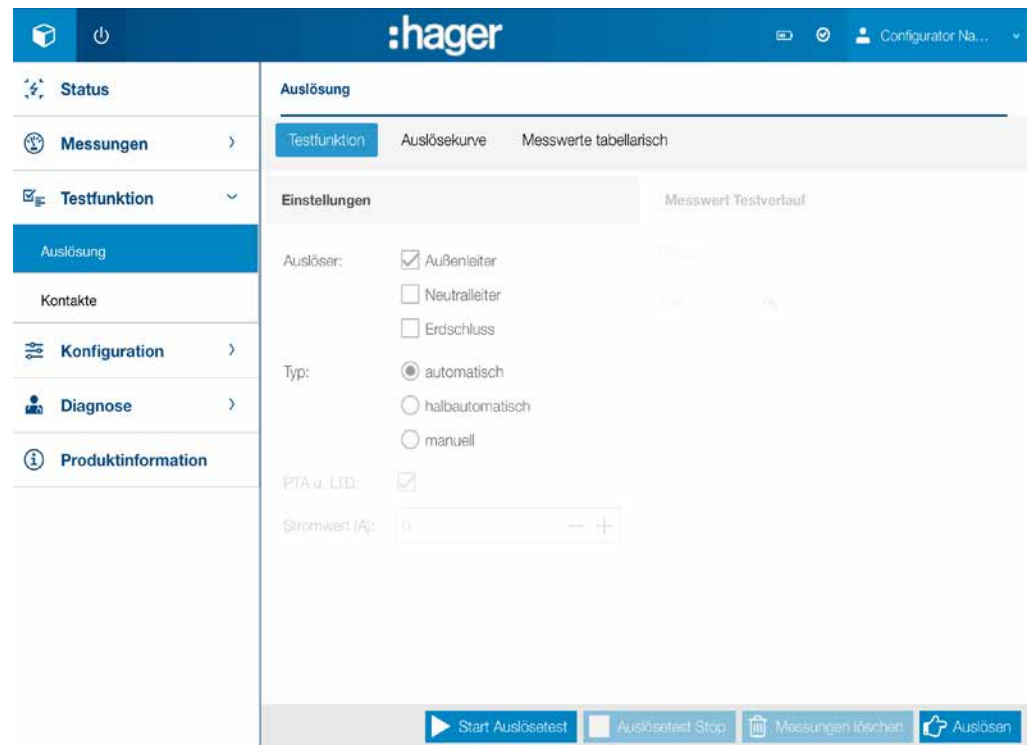 :hager
Configurator Na...
Status
Messungen
Testfunktion
Auslösung
Kontakte
Konfiguration
Diagnose
Produktinformation
Auslösung
Testfunktion Auslösekurve Messwerte tabellarisch
Einstellungen
Messwert Testverlauf
Auslöser:
Außenleiter
Neutralleiter
Erdschluss
Typ:
automatisch
halbautomatisch
manuell
PTA u. LTD:
Stromwert (A): 0
Start Auslösetest Auslösetest Stop Messungen löschen Auslösen